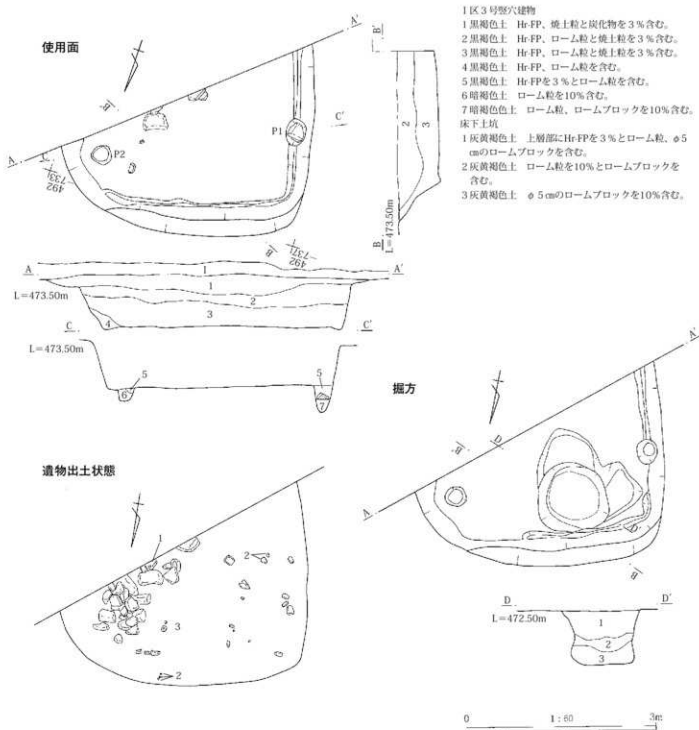 1区3号竪穴建物
1 黒褐色土 Hr-FP、焼土粒と炭化物を3％含む。
2 黒褐色土 Hr-FP、ローム粒と焼土粒を3％含む。
3 黒褐色土 Hr-FP、ローム粒と焼土粒を3％含む。
4 黒褐色土 Hr-FP、ローム粒を含む。
5 黒褐色土 Hr-FPを3％とローム粒を含む。
6 暗褐色土 ローム粒を10％含む。
7 暗褐色色土 ローム粒、ロームブロックを10％含む。
床下土坑
1 灰黄褐色土 上層部にHr-FPを3％とローム粒、φ5
cmのロームブロックを含む。
2 灰黄褐色土 ローム粒を10％とロームブロックを
含む。
3 灰黄褐色土 φ5cmのロームブロックを10％含む。
使用面
A′
B′
B′
2
3
P1
C′
P2
A
C
492
-733
B
492
-737
B
L=473.50m
A
A′
I
1
2
3
4
L=473.50m
C
C′
L=473.50m
5
6
5
7
掘方
A′
D
B′
A
D′
B
遺物出土状態
1
2
3
2
D
D′
L=472.50m
1
2
3
0
1:60
3m